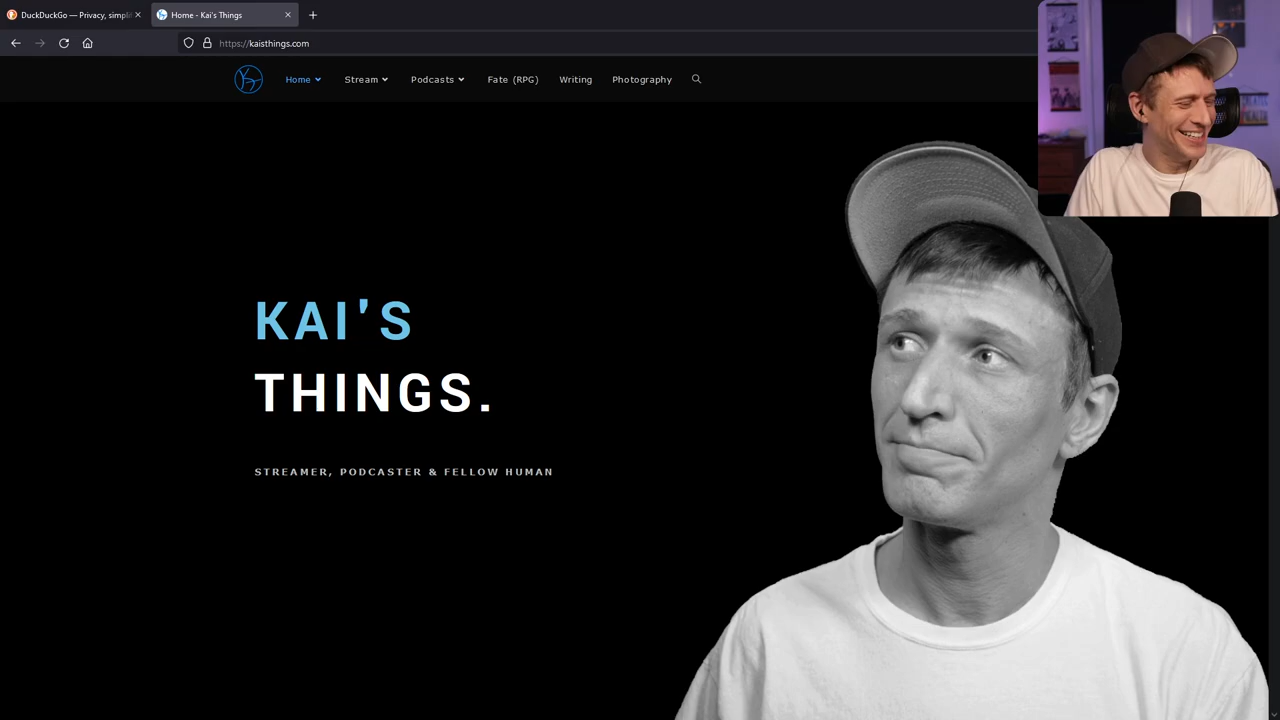 DuckDuckGo — Privacy, simplif
Home - Kai's Things
https://kaisthings.com
Home
Stream
Podcasts
Fate (RPG)
Writing
Photography
KAI'S
THINGS.
STREAMER, PODCASTER & FELLOW HUMAN